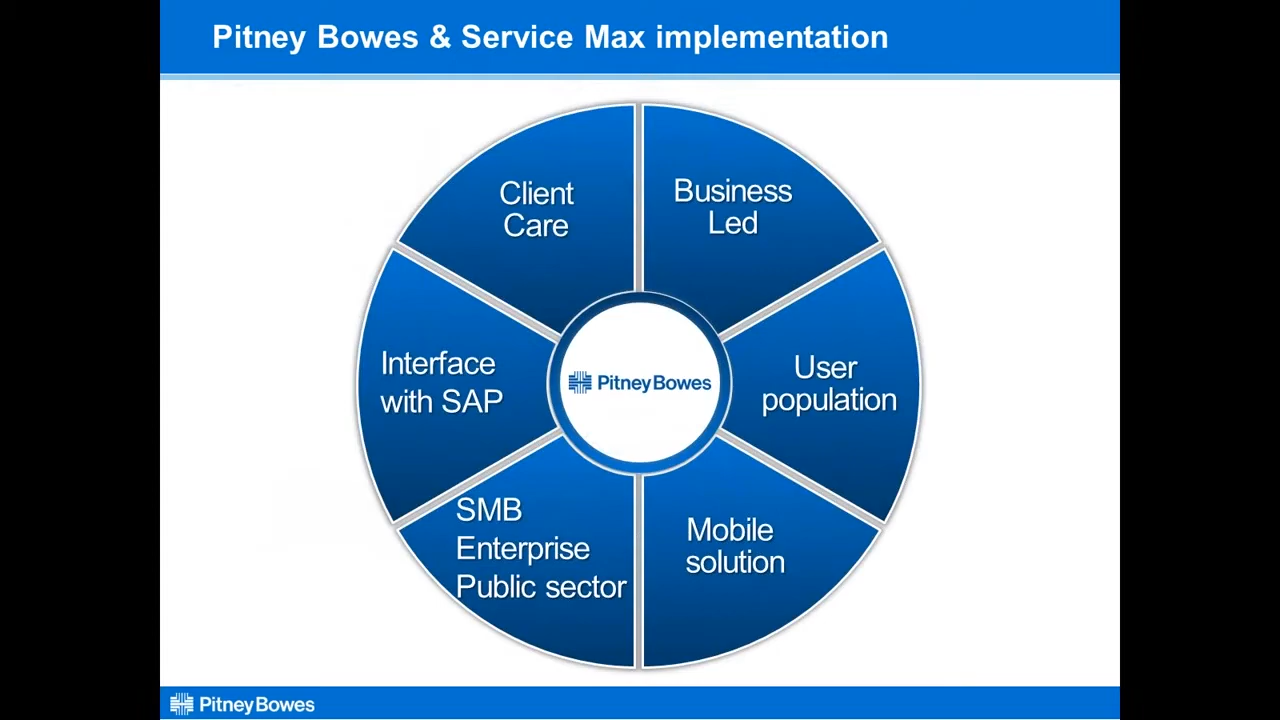 Pitney Bowes & Service Max implementation
Client
Care
Business
Led
Interface
with SAP
PitneyBowes
User
population
SMB
Enterprise
Public sector
Mobile
solution
PitneyBowes